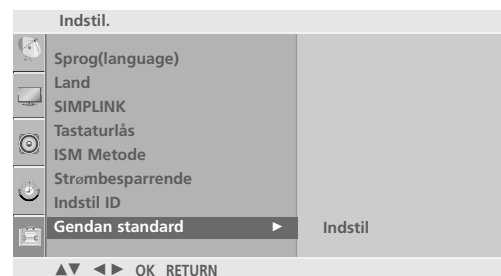 Indstil.
Sprog(language)
Land
SIMPLINK
Tastaturlås
ISM Metode
Strømbesparrende
Indstil ID
Gendan standard ► Indstil
▲▼ ◄► OK RETURN